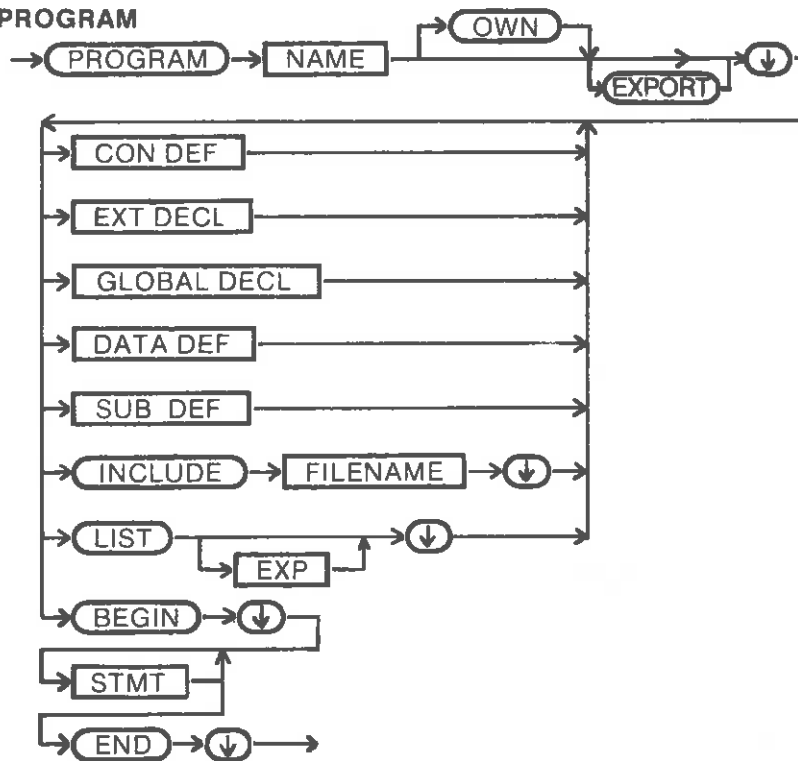 PROGRAM
OWN
PROGRAM NAME
EXPORT
CON DEF
EXT DECL
GLOBAL DECL
DATA DEF
SUB DEF
INCLUDE FILENAME
LIST
EXP
BEGIN
STMT
END